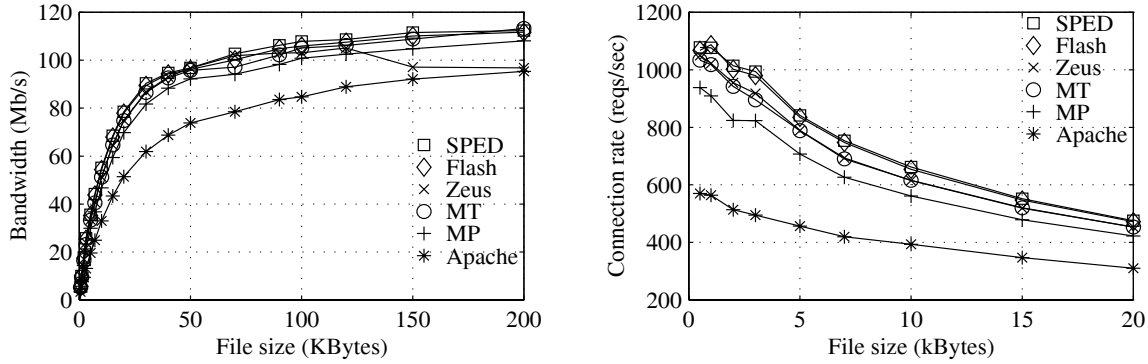 120
100
80
60
40
20
0
Bandwidth (Mb/s)
0 50 100 150 200
File size (KBytes)
SPED
Flash
Zeus
MT
MP
Apache
1200
1000
800
600
400
200
Connection rate (reqs/sec)
0 5 10 15 20
File size (kBytes)
SPED
Flash
Zeus
MT
MP
Apache